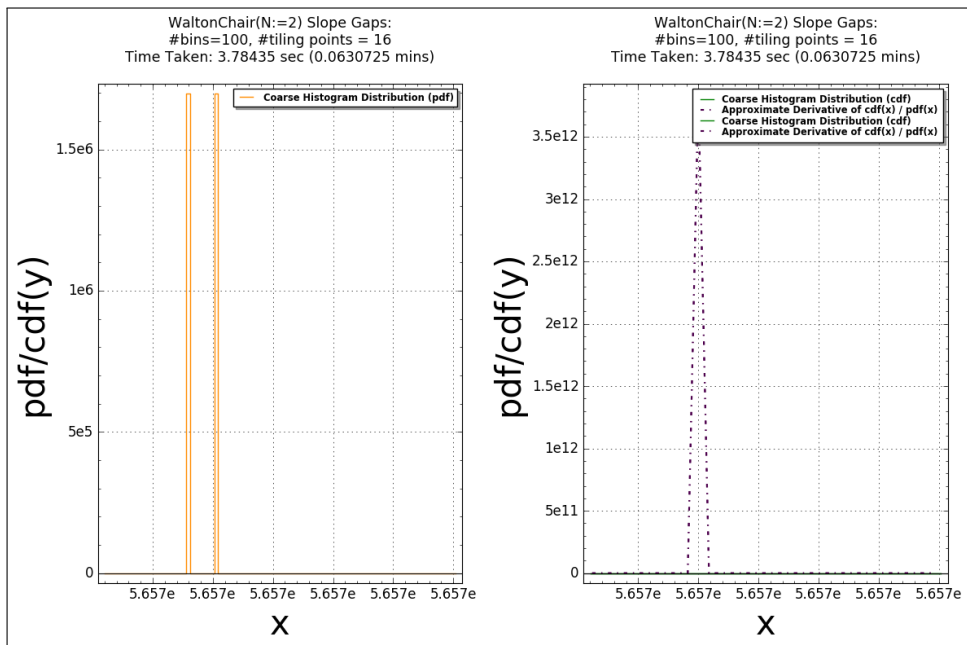 WaltonChair(N:=2) Slope Gaps:
#bins=100, #tiling points = 16
Time Taken: 3.78435 sec (0.0630725 mins)
Coarse Histogram Distribution (pdf)
1.5e6
1e6
5e5
0
pdf/cdf(y)
5.657e 5.657e 5.657e 5.657e 5.657e 5.657e
x
WaltonChair(N:=2) Slope Gaps:
#bins=100, #tiling points = 16
Time Taken: 3.78435 sec (0.0630725 mins)
Coarse Histogram Distribution (cdf)
Approximate Derivative of cdf(x) / pdf(x)
Coarse Histogram Distribution (cdf)
Approximate Derivative of cdf(x) / pdf(x)
3.5e12
3e12
2.5e12
2e12
1.5e12
1e12
5e11
0
pdf/cdf(y)
5.657e 5.657e 5.657e 5.657e 5.657e 5.657e
x